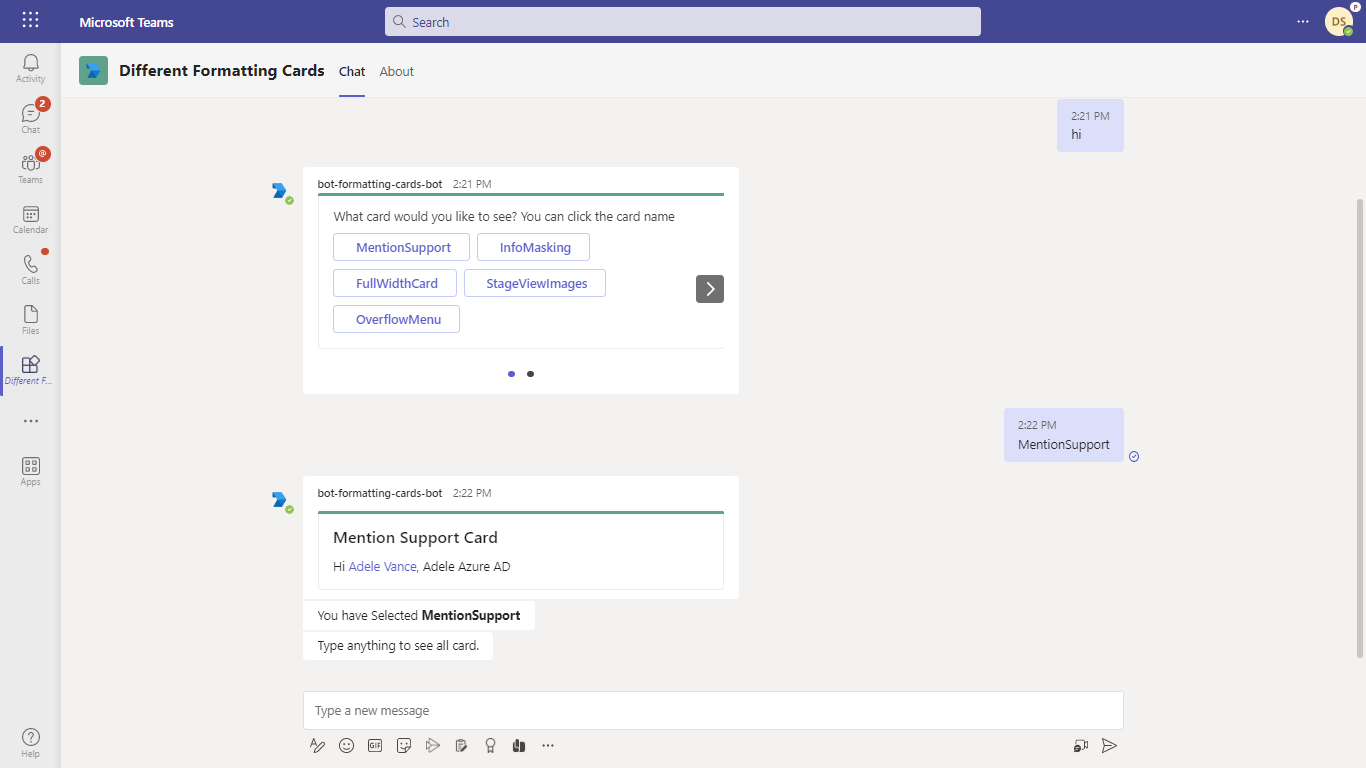 Microsoft Teams
Search
DS
P
Activity
2
Chat
@
Teams
Calendar
Calls
Files
Different F...
Apps
Help
Different Formatting Cards
Chat
About
2:21 PM
hi
bot-formatting-cards-bot 2:21 PM
What card would you like to see? You can click the card name
MentionSupport
InfoMasking
FullWidthCard
StageViewImages
OverflowMenu
2:22 PM
MentionSupport
bot-formatting-cards-bot 2:22 PM
Mention Support Card
Hi Adele Vance, Adele Azure AD
You have Selected MentionSupport
Type anything to see all card.
Type a new message
GIF